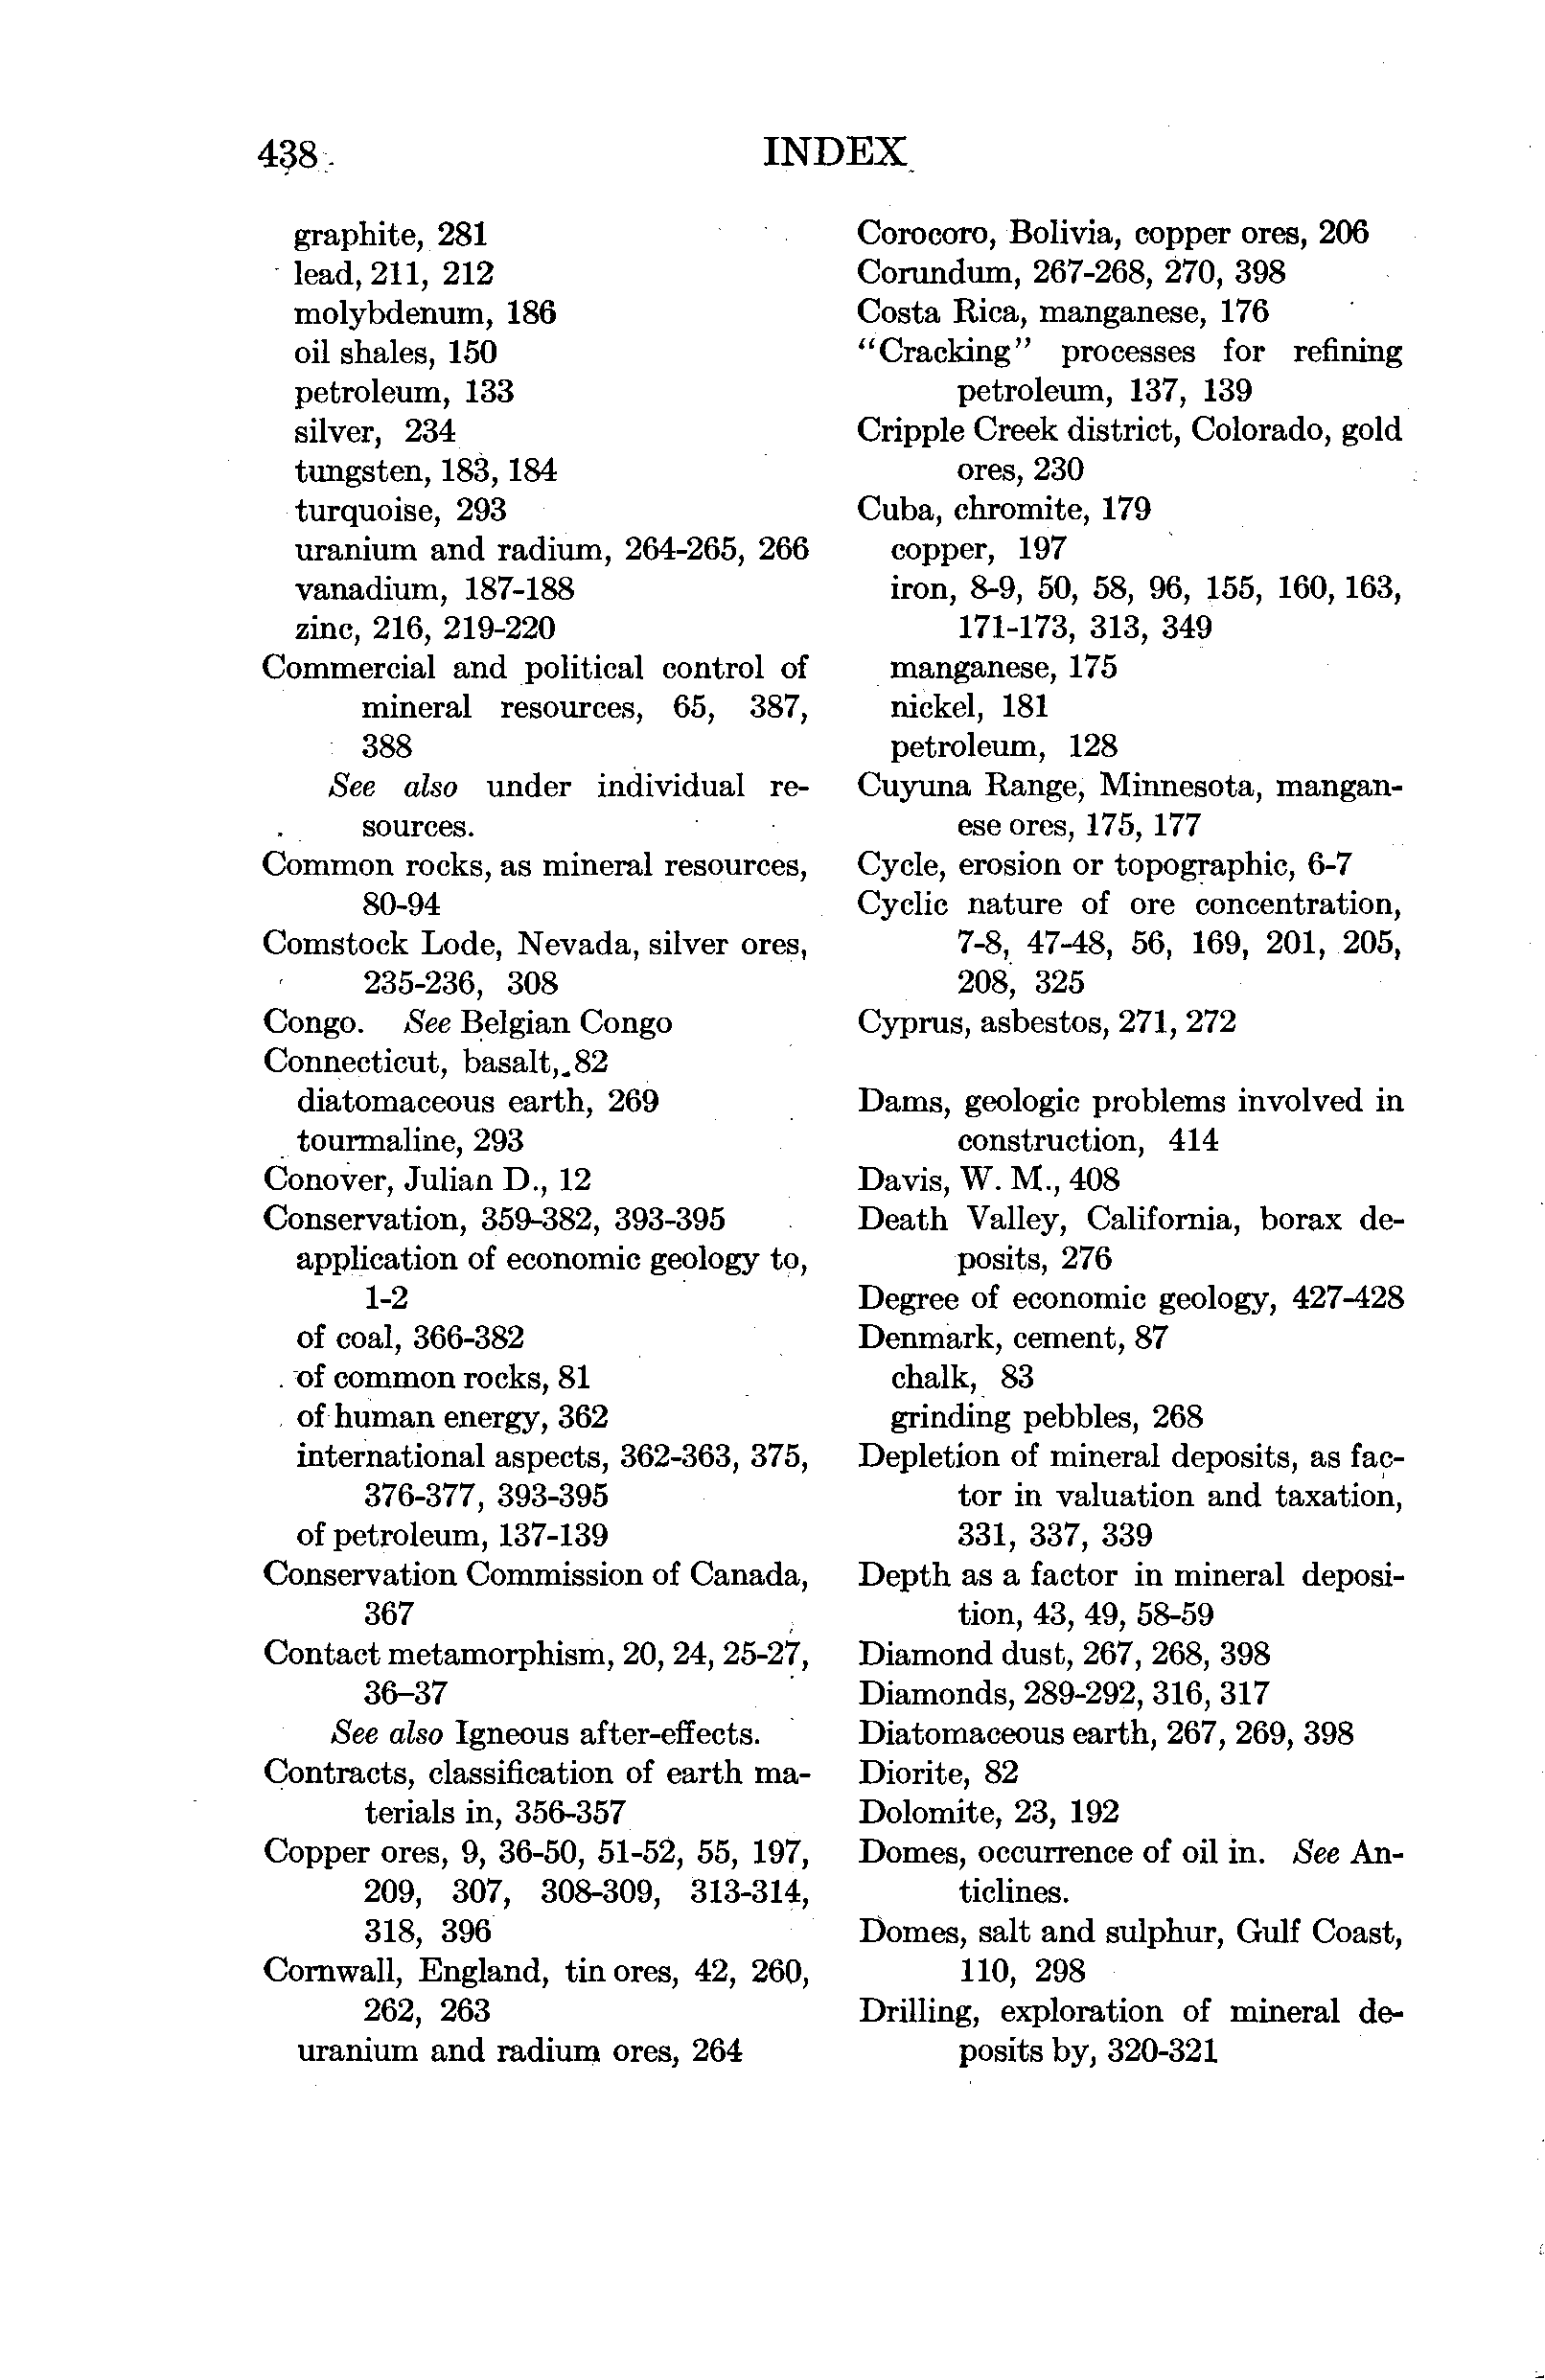 438
INDEX
graphite, 281
lead, 211, 212
molybdenum, 186
oil shales, 150
petroleum, 133
silver, 234
tungsten, 183, 184
turquoise, 293
uranium and radium, 264-265, 266
vanadium, 187-188
zinc, 216, 219-220
Commercial and political control of
mineral resources, 65, 387,
388
See also under individual re-
sources.
Common rocks, as mineral resources,
80-94
Comstock Lode, Nevada, silver ores,
235-236, 308
Congo. See Belgian Congo
Connecticut, basalt, 82
diatomaceous earth, 269
tourmaline, 293
Conover, Julian D., 12
Conservation, 359-382, 393-395
application of economic geology to,
1-2
of coal, 366-382
of common rocks, 81
of human energy, 362
international aspects, 362-363, 375,
376-377, 393-395
of petroleum, 137-139
Conservation Commission of Canada,
367
Contact metamorphism, 20, 24, 25-27,
36-37
See also Igneous after-effects.
Contracts, classification of earth ma-
terials in, 356-357
Copper ores, 9, 36-50, 51-52, 55, 197,
209, 307, 308-309, 313-314,
318, 396
Cornwall, England, tin ores, 42, 260,
262, 263
uranium and radium ores, 264
Corocoro, Bolivia, copper ores, 206
Corundum, 267-268, 270, 398
Costa Rica, manganese, 176
"Cracking" processes for refining
petroleum, 137, 139
Cripple Creek district, Colorado, gold
ores, 230
Cuba, chromite, 179
copper, 197
iron, 8-9, 50, 58, 96, 155, 160, 163,
171-173, 313, 349
manganese, 175
nickel, 181
petroleum, 128
Cuyuna Range, Minnesota, mangan-
ese ores, 175, 177
Cycle, erosion or topographic, 6-7
Cyclic nature of ore concentration,
7-8, 47-48, 56, 169, 201, 205,
208, 325
Cyprus, asbestos, 271, 272
Dams, geologic problems involved in
construction, 414
Davis, W. M., 408
Death Valley, California, borax de-
posits, 276
Degree of economic geology, 427-428
Denmark, cement, 87
chalk, 83
grinding pebbles, 268
Depletion of mineral deposits, as fac-
tor in valuation and taxation,
331, 337, 339
Depth as a factor in mineral deposi-
tion, 43, 49, 58-59
Diamond dust, 267, 268, 398
Diamonds, 289-292, 316, 317
Diatomaceous earth, 267, 269, 398
Diorite, 82
Dolomite, 23, 192
Domes, occurrence of oil in. See An-
ticlines.
Domes, salt and sulphur, Gulf Coast,
110, 298
Drilling, exploration of mineral de-
posits by, 320-321